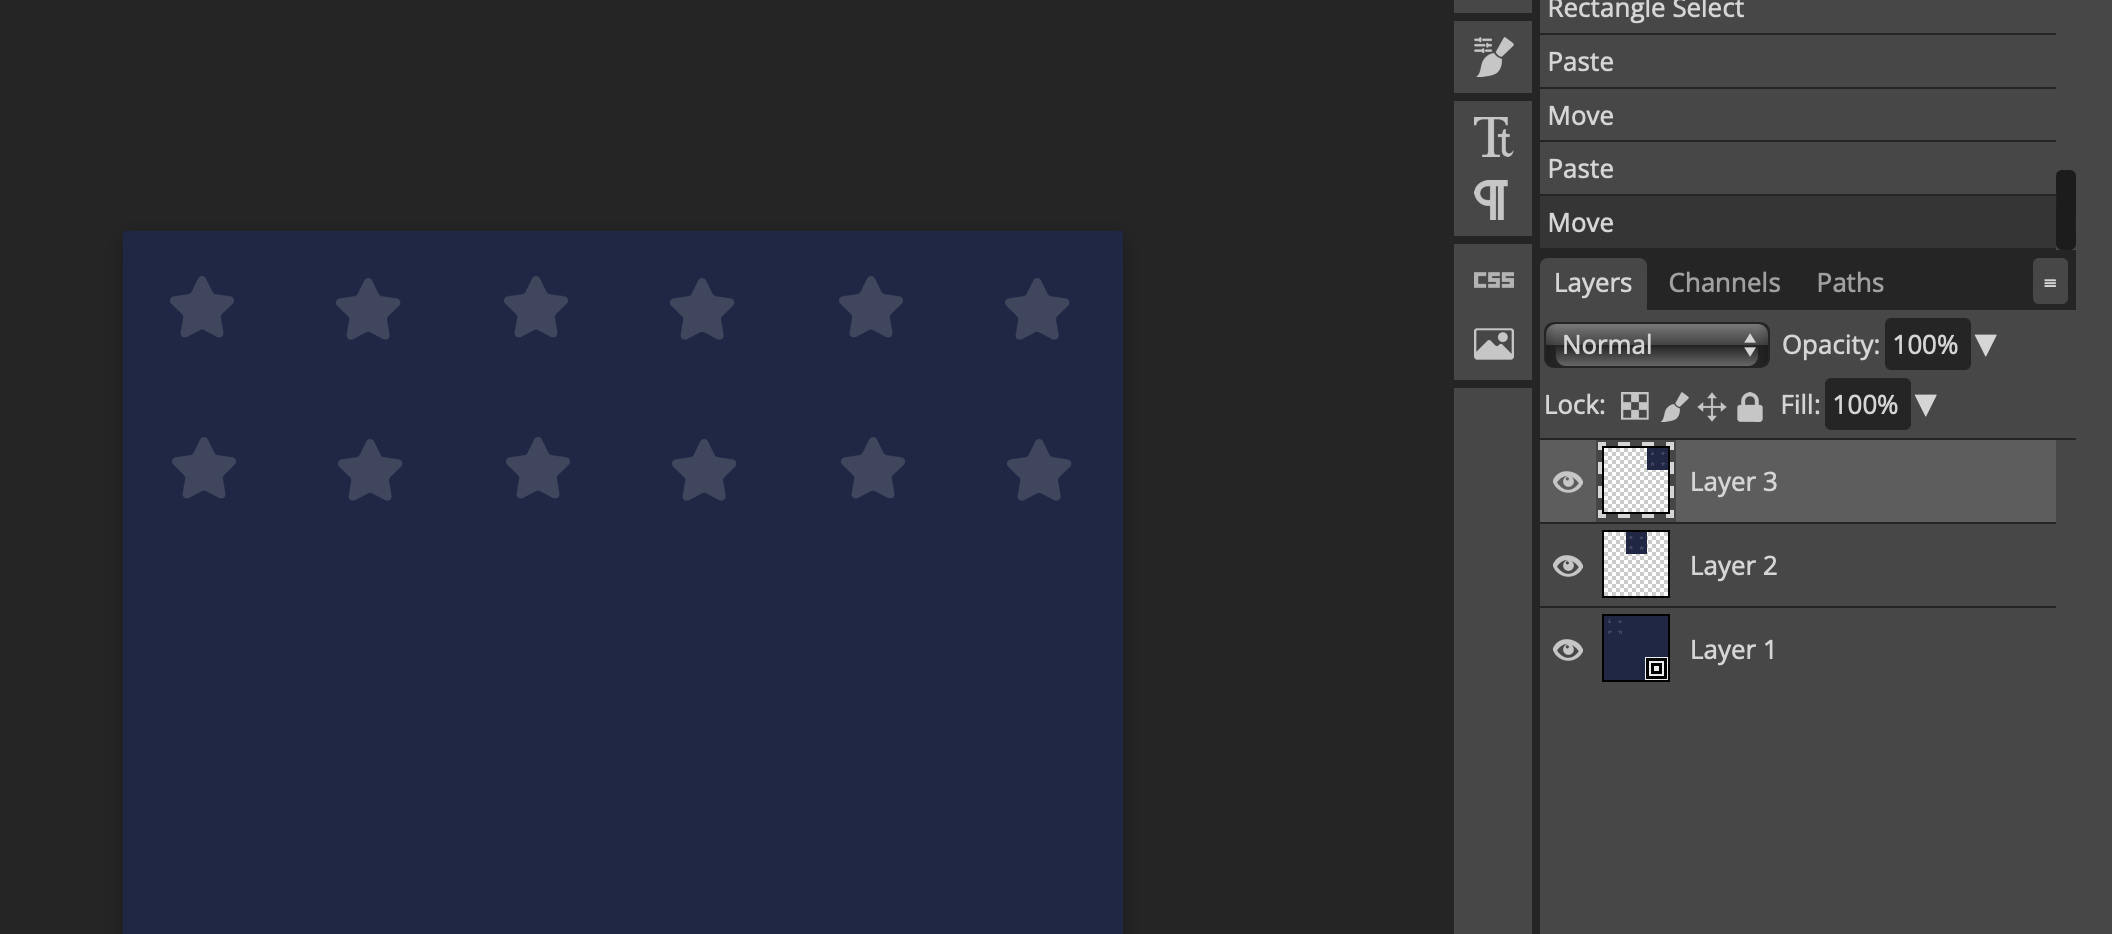 Rectangle Select
Paste
Move
Paste
Move
Tt
¶
CSS
Layers Channels Paths
Normal Opacity: 100%
Lock: Fill: 100%
Layer 3
Layer 2
Layer 1